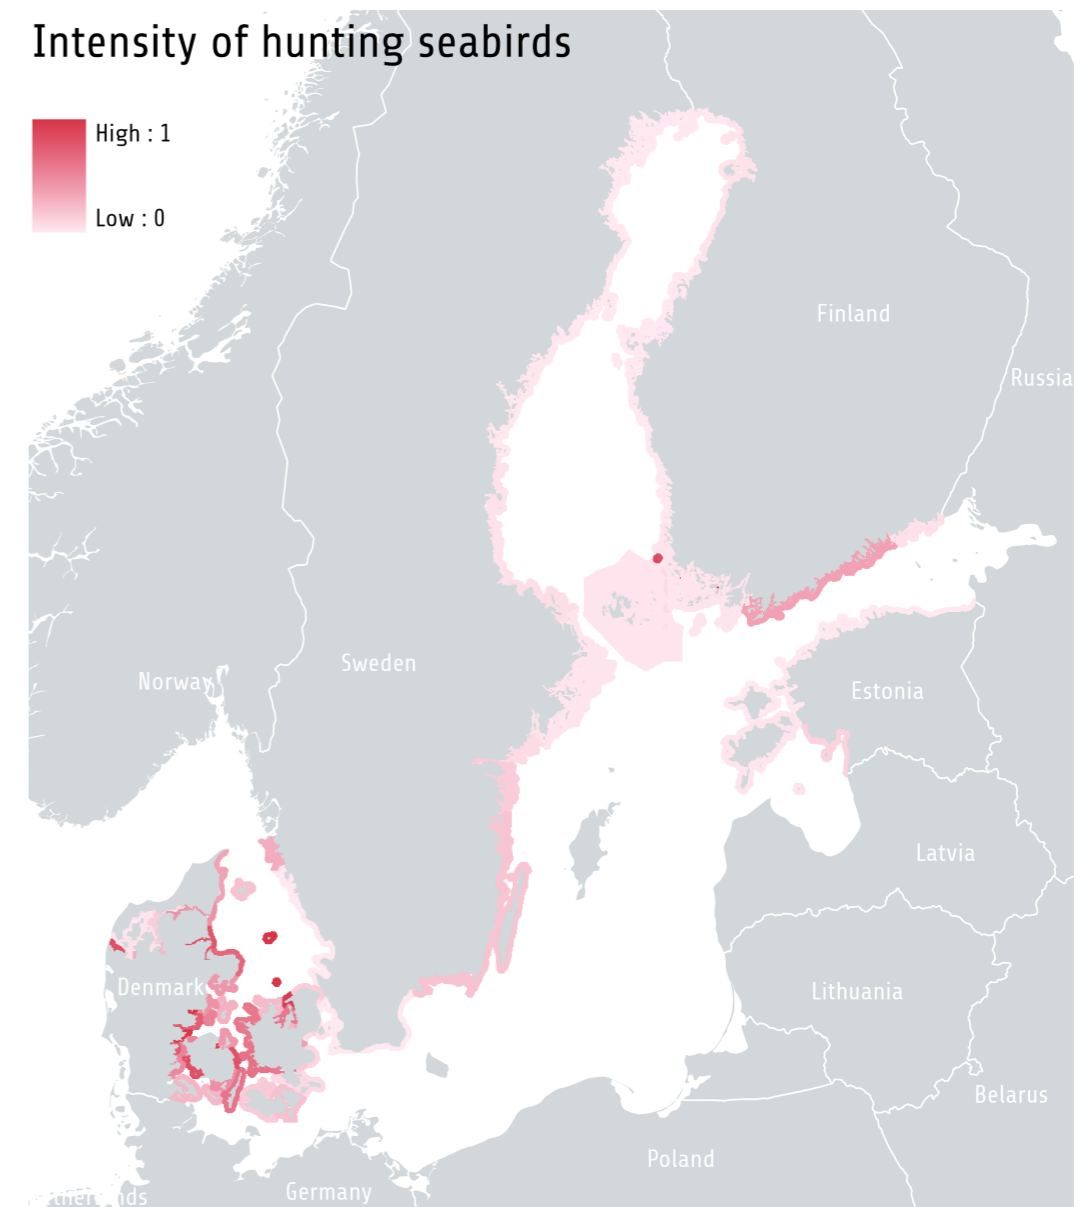 Intensity of hunting seabirds
High : 1
Low : 0
Finland
Russia
Norway
Sweden
Estonia
Latvia
Denmark
Lithuania
Belarus
Poland
Germany